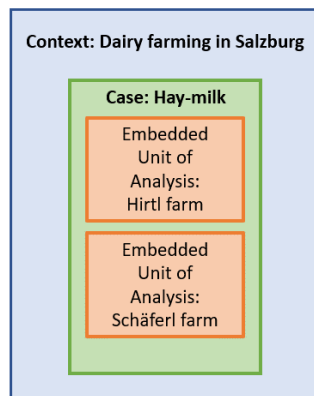 Context: Dairy farming in Salzburg
Case: Hay-milk
Embedded
Unit of
Analysis:
Hirtl farm
Embedded
Unit of
Analysis:
Schäferl farm